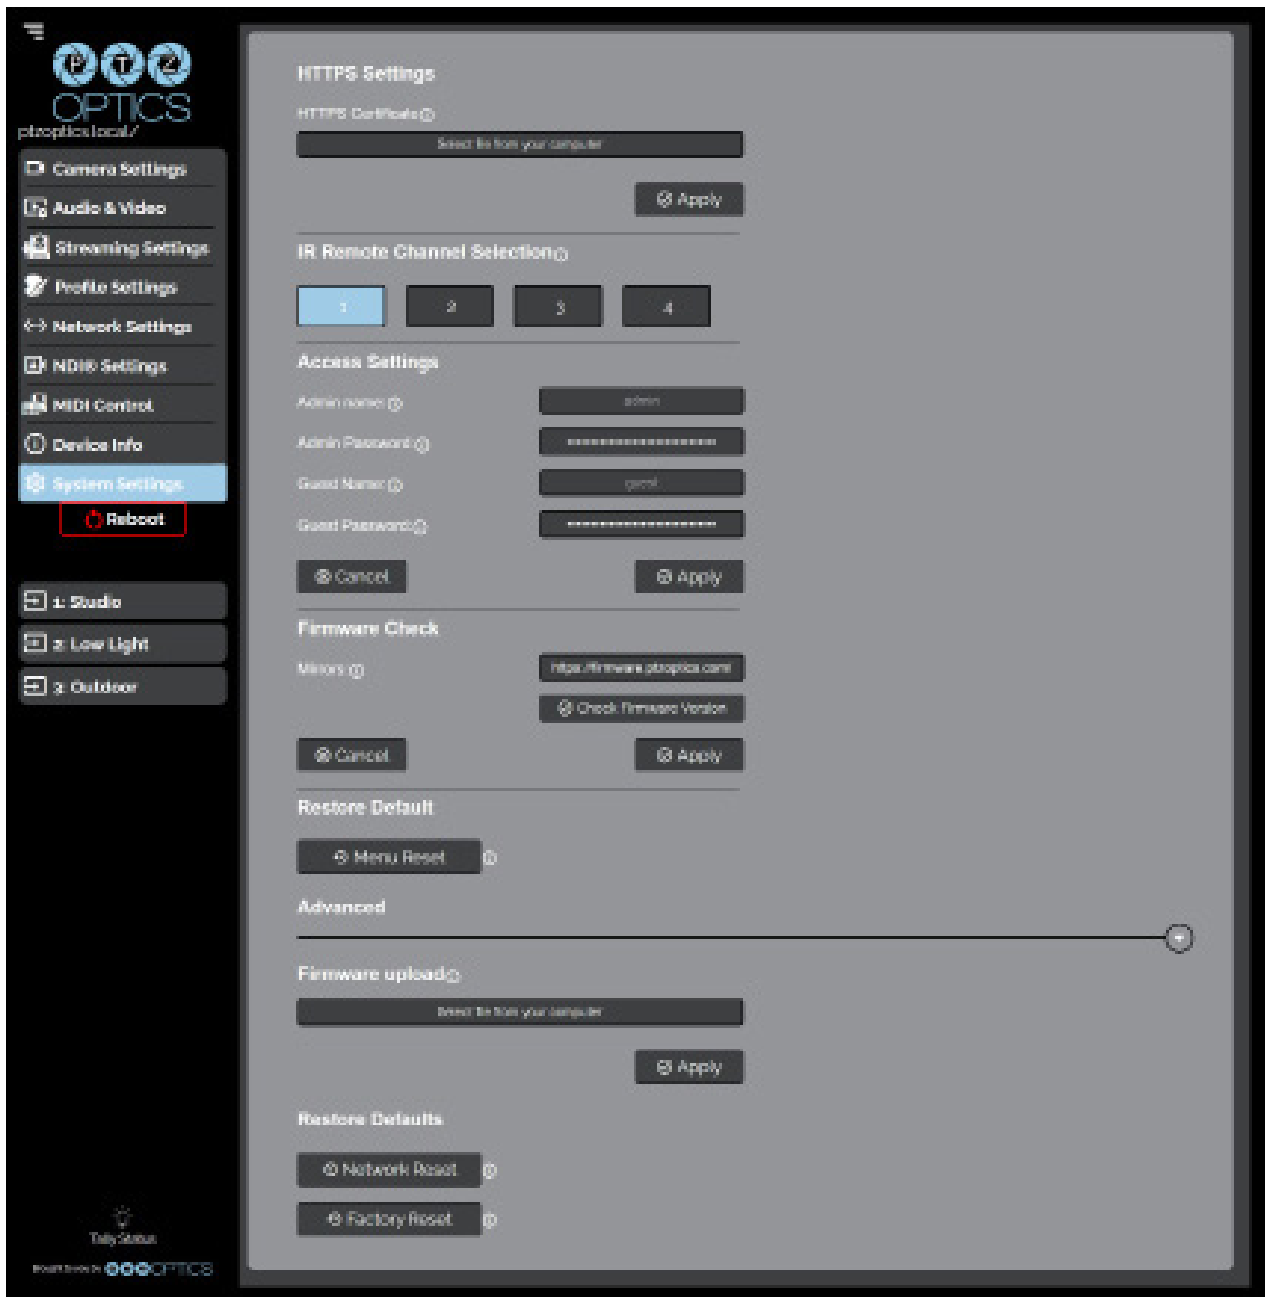 PTZ
OPTICS
ptzoptics.local/
Camera Settings
Audio & Video
Streaming Settings
Profile Settings
Network Settings
NDI® Settings
MIDI Control
Device Info
System Settings
Reboot
1: Studio
2: Low Light
3: Outdoor
Tally Status
Brought to you by PTZOPTICS
HTTPS Settings
HTTPS Certificate
Select file from your computer
Apply
IR Remote Channel Selection
1 2 3 4
Access Settings
Admin name: admin
Admin Password: ••••••••••••••••••••
Guest Name: guest
Guest Password: ••••••••••••••••••••
Cancel Apply
Firmware Check
Mirrors: https://firmware.ptzoptics.com/
Check Firmware Version
Cancel Apply
Restore Default
Menu Reset
Advanced
Firmware upload
Select file from your computer
Apply
Restore Defaults
Network Reset
Factory Reset